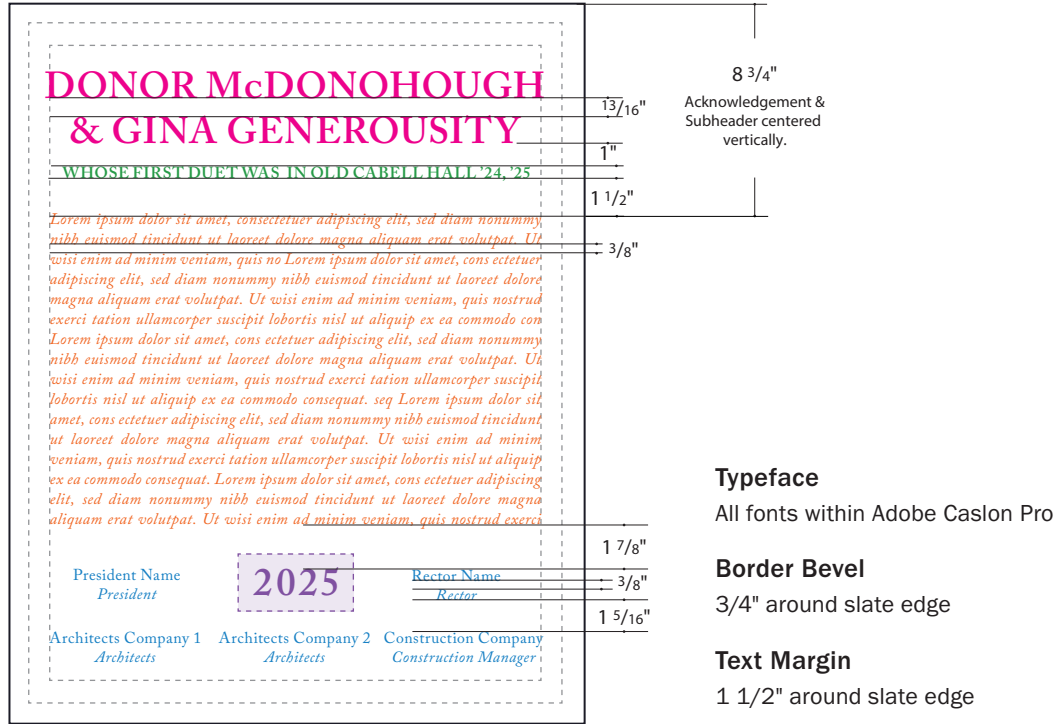 DONOR McDONOHOUGH
& GINA GENEROUSITY
WHOSE FIRST DUET WAS IN OLD CABELL HALL ’24, ’25
Lorem ipsum dolor sit amet, consectetuer adipiscing elit, sed diam nonummy
nibh euismod tincidunt ut laoreet dolore magna aliquam erat volutpat. Ut
wisi enim ad minim veniam, quis no Lorem ipsum dolor sit amet, cons ectetuer
adipiscing elit, sed diam nonummy nibh euismod tincidunt ut laoreet dolore
magna aliquam erat volutpat. Ut wisi enim ad minim veniam, quis nostrud
exerci tation ullamcorper suscipit lobortis nisl ut aliquip ex ea commodo con
Lorem ipsum dolor sit amet, cons ectetuer adipiscing elit, sed diam nonummy
nibh euismod tincidunt ut laoreet dolore magna aliquam erat volutpat. Ut
wisi enim ad minim veniam, quis nostrud exerci tation ullamcorper suscipit
lobortis nisl ut aliquip ex ea commodo consequat. seq Lorem ipsum dolor sit
amet, cons ectetuer adipiscing elit, sed diam nonummy nibh euismod tincidunt
ut laoreet dolore magna aliquam erat volutpat. Ut wisi enim ad minim
veniam, quis nostrud exerci tation ullamcorper suscipit lobortis nisl ut aliquip
ex ea commodo consequat. Lorem ipsum dolor sit amet, cons ectetuer adipiscing
elit, sed diam nonummy nibh euismod tincidunt ut laoreet dolore magna
aliquam erat volutpat. Ut wisi enim ad minim veniam, quis nostrud exerci
President Name
President
2025
Rector Name
Rector
Architects Company 1
Architects
Architects Company 2
Architects
Construction Company
Construction Manager
13/16"
1"
1 1/2"
3/8"
1 7/8"
3/8"
1 5/16"
8 3/4"
Acknowledgement &
Subheader centered
vertically.
Typeface
All fonts within Adobe Caslon Pro
Border Bevel
3/4" around slate edge
Text Margin
1 1/2" around slate edge